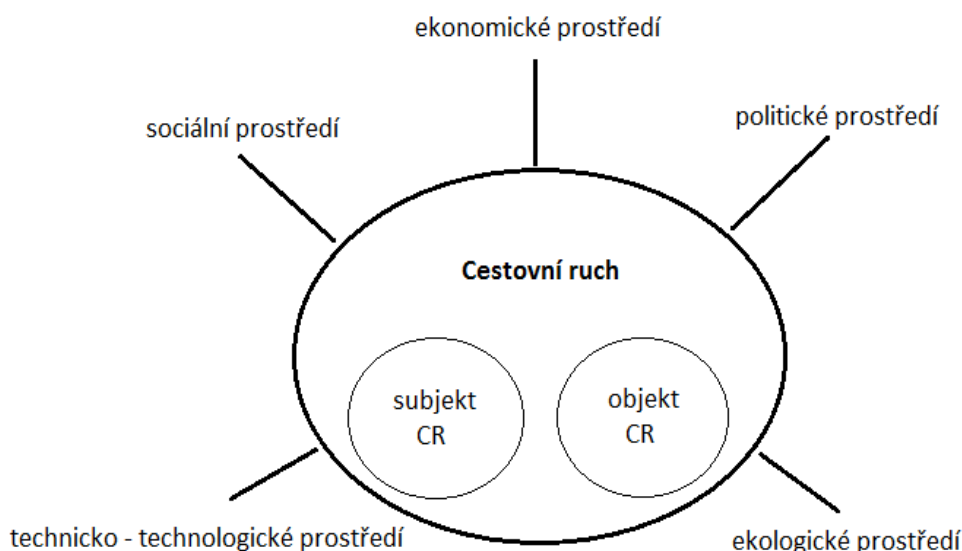 ekonomické prostředí
sociální prostředí
politické prostředí
Cestovní ruch
subjekt
CR
objekt
CR
technicko - technologické prostředí
ekologické prostředí